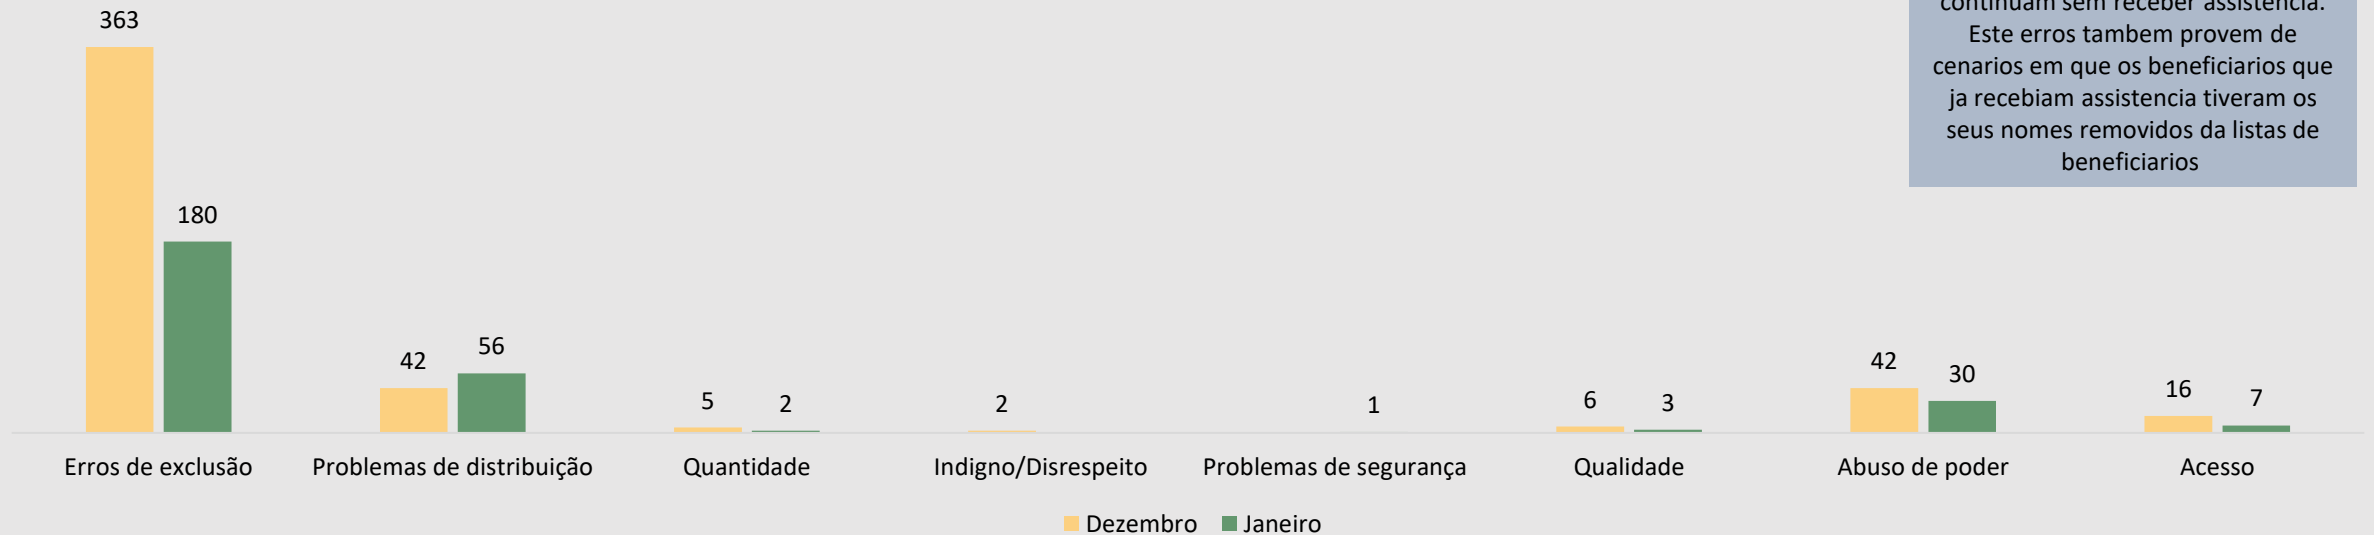 continuam sem receber assistencia.
Este erros tambem provem de
cenarios em que os beneficiarios que
ja recebiam assistencia tiveram os
seus nomes removidos da listas de
beneficiarios
363
180
42
56
5
2
2
1
6
3
42
30
16
7
Erros de exclusão
Problemas de distribuição
Quantidade
Indigno/Disrespeito
Problemas de segurança
Qualidade
Abuso de poder
Acesso
Dezembro
Janeiro